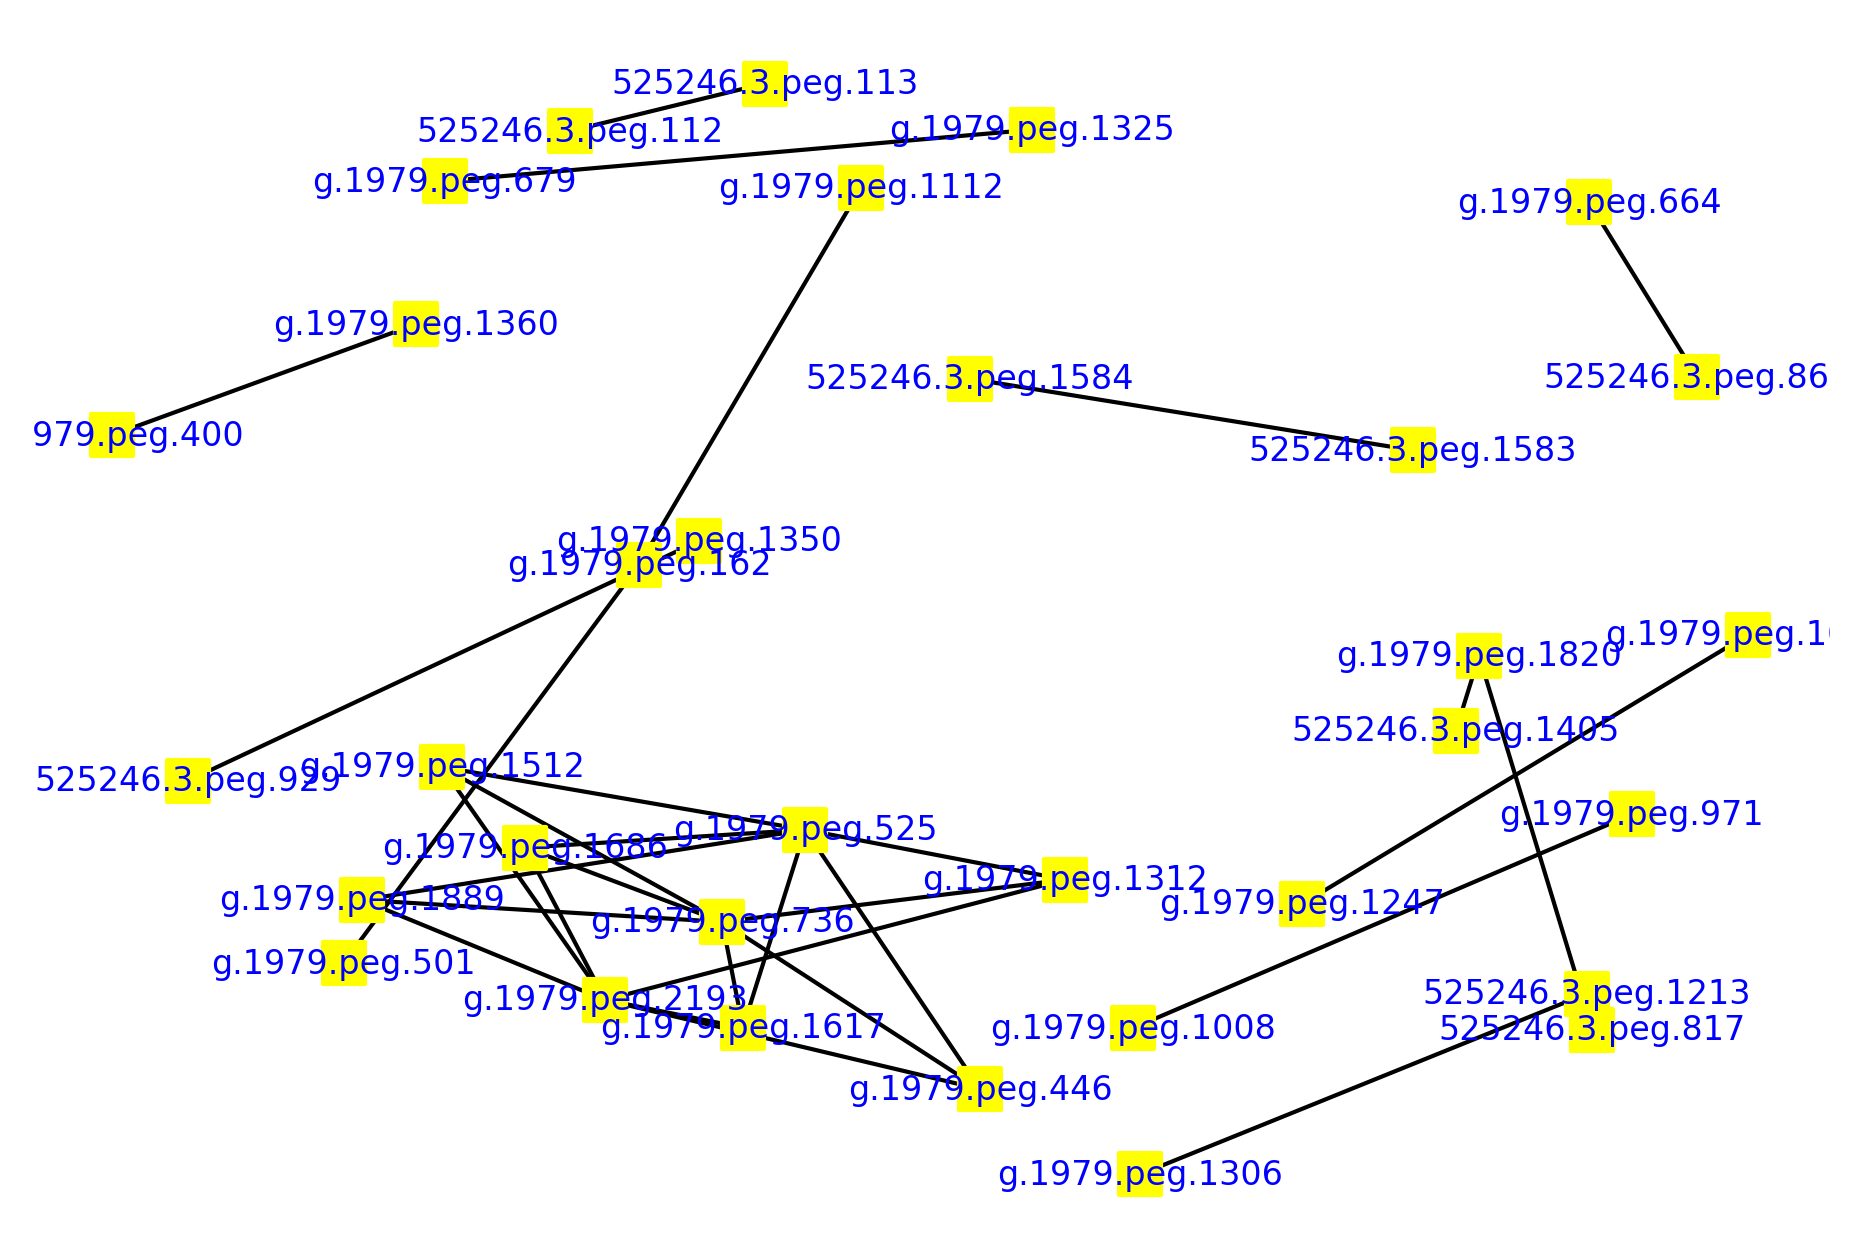 525246.3.peg.113
525246.3.peg.112
g.1979.peg.1325
g.1979.peg.679
g.1979.peg.1112
g.1979.peg.664
g.1979.peg.1360
525246.3.peg.1584
525246.3.peg.86
979.peg.400
525246.3.peg.1583
g.1979.peg.1350
g.1979.peg.162
g.1979.peg.1820
525246.3.peg.1405
g.1979.peg.1512
525246.3.peg.929
g.1979.peg.971
g.1979.peg.525
g.1979.peg.1686
g.1979.peg.1312
g.1979.peg.1889
g.1979.peg.1247
g.1979.peg.736
g.1979.peg.501
525246.3.peg.1213
g.1979.peg.2193
g.1979.peg.1617
g.1979.peg.1008
525246.3.peg.817
g.1979.peg.446
g.1979.peg.1306